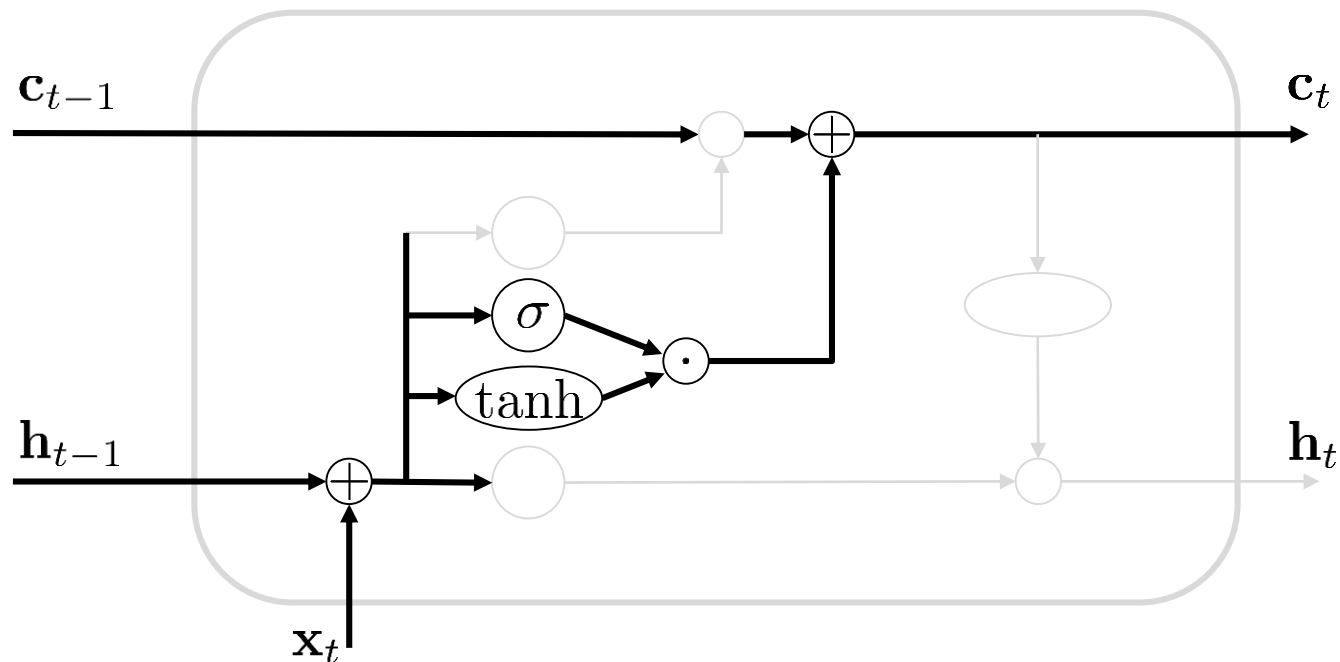 c_{t−1}
c_t
σ
tanh
h_{t−1}
h_t
x_t